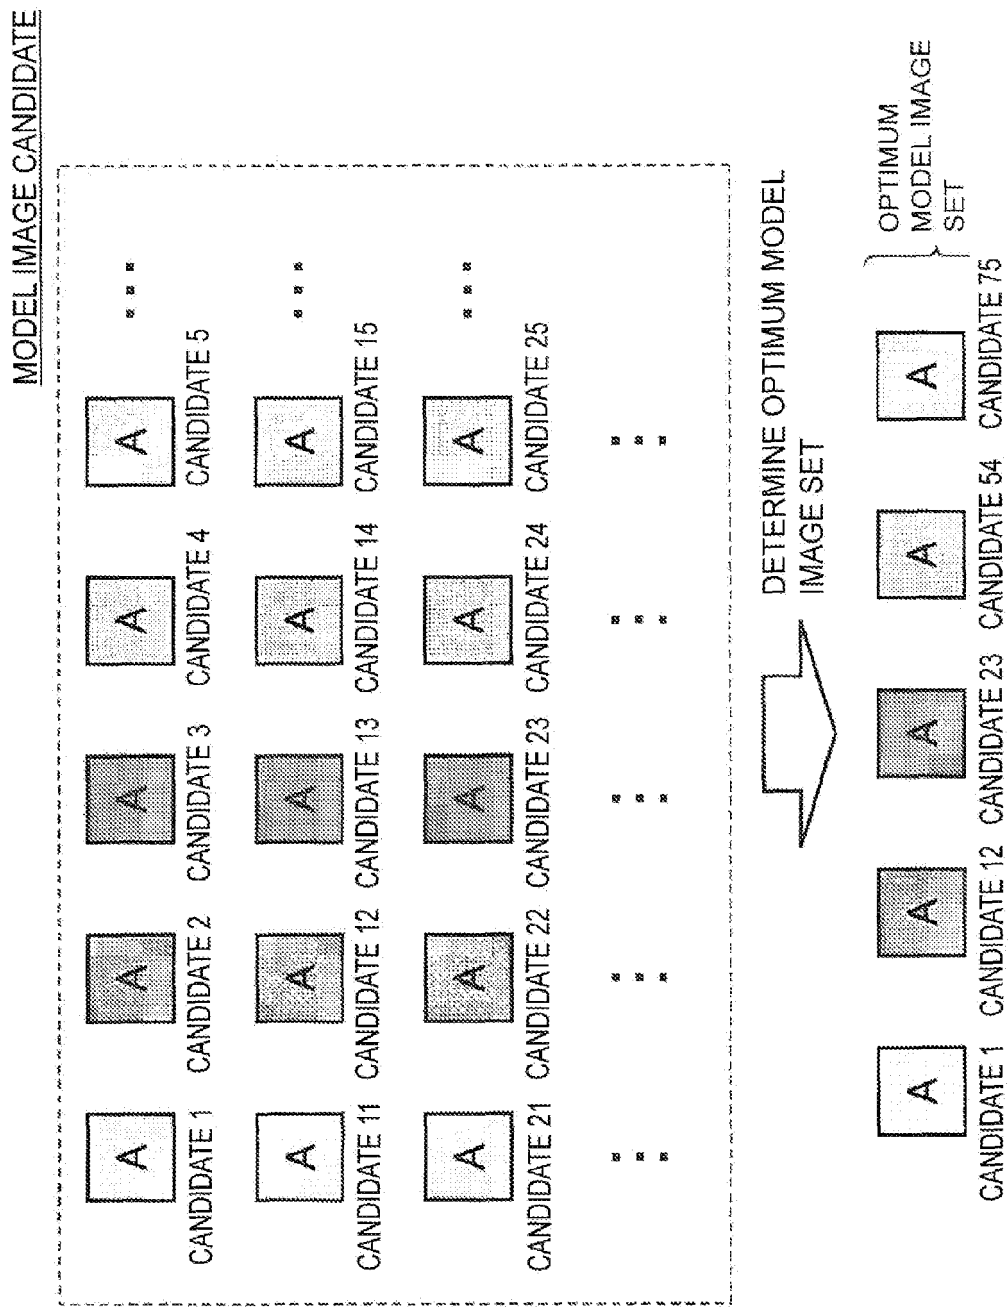 MODEL IMAGE CANDIDATE
A A A A A
CANDIDATE 1 CANDIDATE 2 CANDIDATE 3 CANDIDATE 4 CANDIDATE 5
A A A A A
CANDIDATE 11 CANDIDATE 12 CANDIDATE 13 CANDIDATE 14 CANDIDATE 15
A A A A A
CANDIDATE 21 CANDIDATE 22 CANDIDATE 23 CANDIDATE 24 CANDIDATE 25
DETERMINE OPTIMUM MODEL
IMAGE SET
A A A A A
CANDIDATE 1 CANDIDATE 12 CANDIDATE 23 CANDIDATE 54 CANDIDATE 75
OPTIMUM
MODEL IMAGE
SET